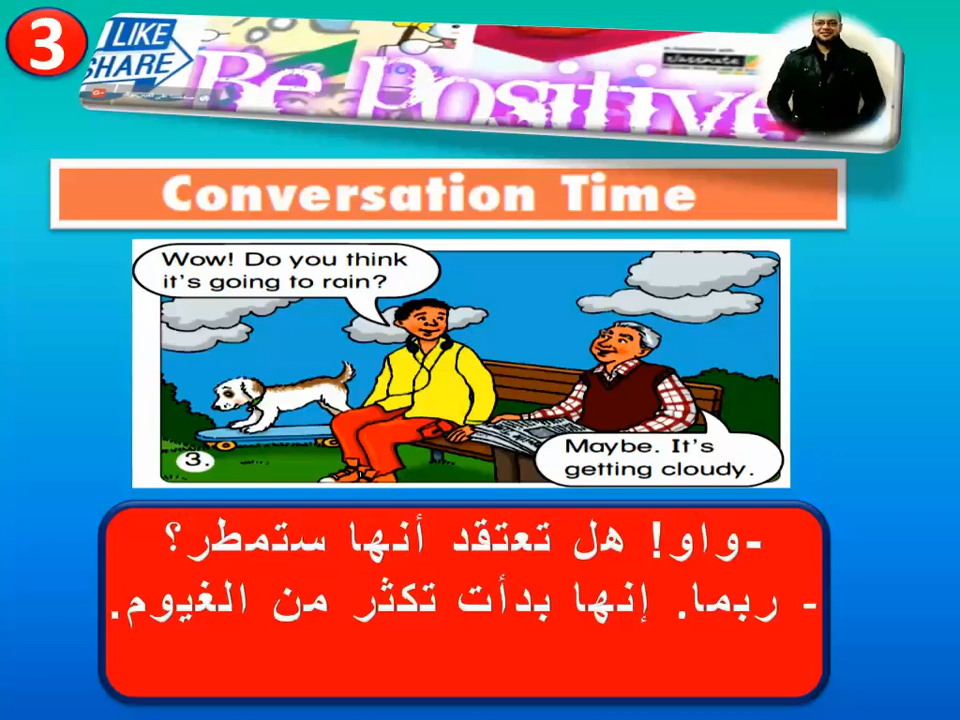 3
LIKE
SHARE
Be Positive
classmate
Conversation Time
Wow! Do you think
it's going to rain?
Maybe. It's
getting cloudy.
3.
-واو! هل تعتقد أنها ستمطر؟
- ربما. إنها بدأت تكثر من الغيوم.